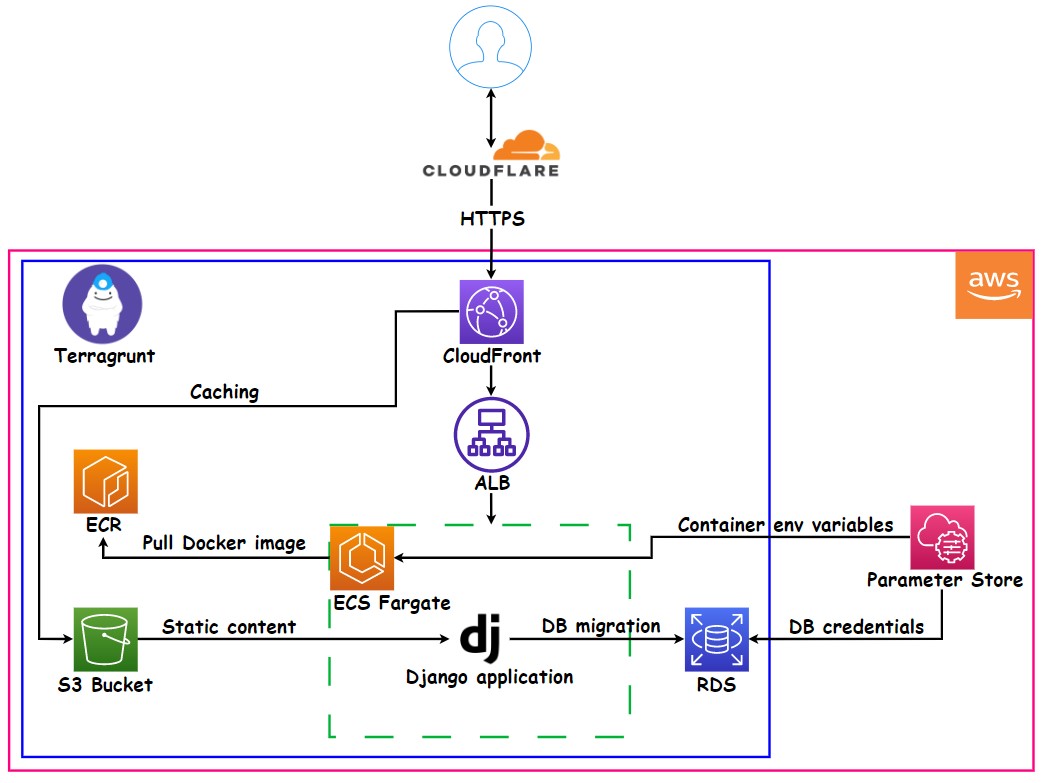 CLOUDFLARE
HTTPS
aws
Terragrunt
CloudFront
Caching
ALB
ECR
Pull Docker image
Container env variables
Parameter Store
ECS Fargate
Static content
dj
DB migration
DB credentials
S3 Bucket
Django application
RDS